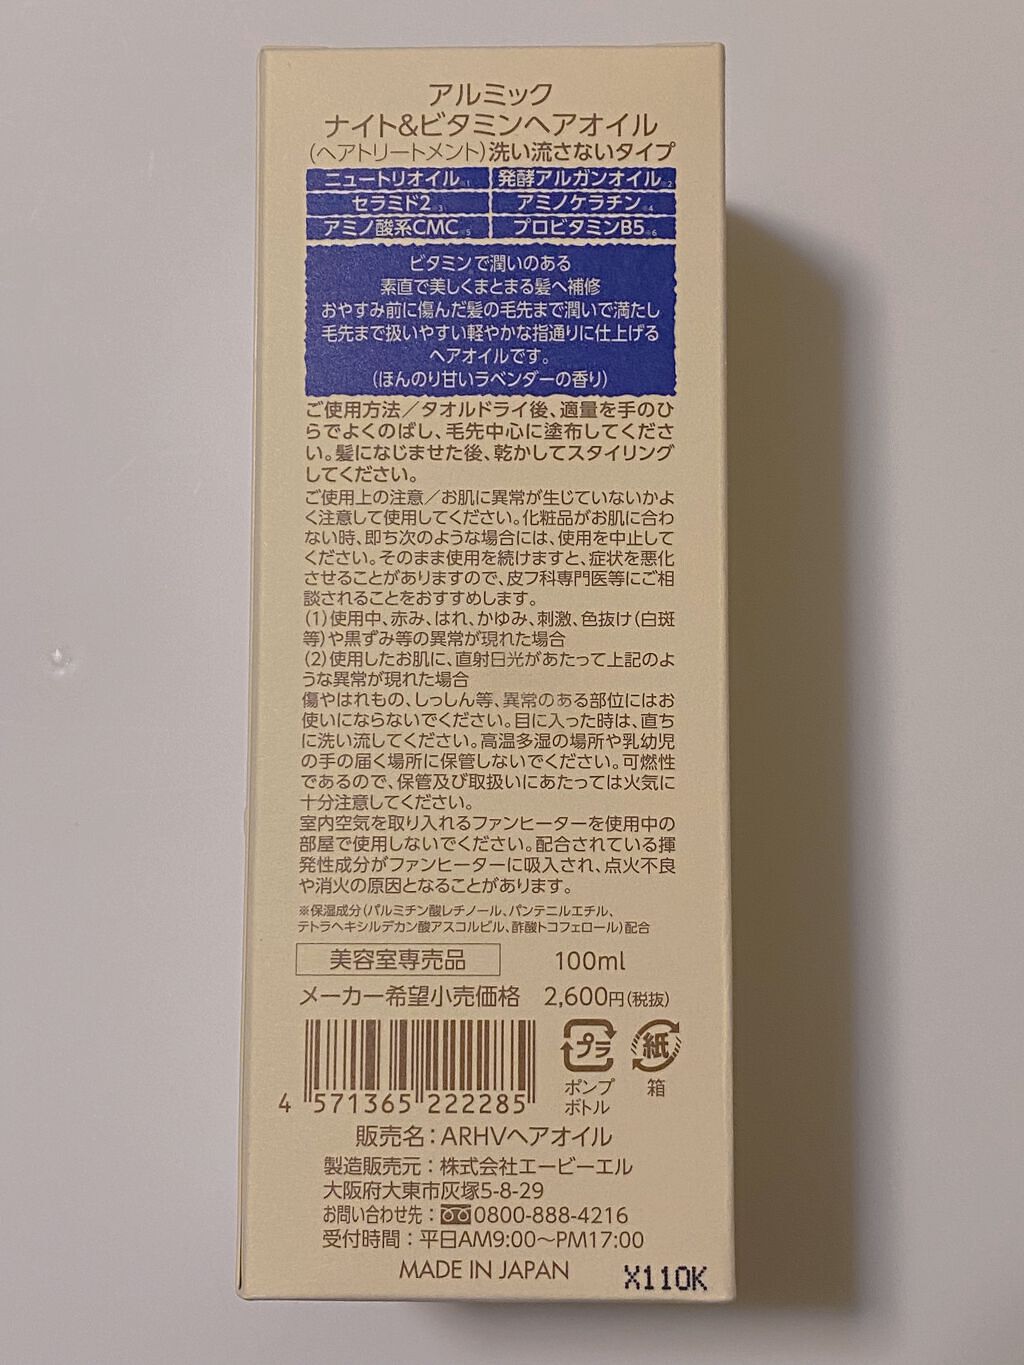 アルミック
ナイト&ビタミンヘアオイル
(ヘアトリートメント)洗い流さないタイプ
ニュートリオイル※1 発酵アルガンオイル※2
セラミド2※3 アミノケラチン※4
アミノ酸系CMC※5 プロビタミンB5※6
ビタミンで潤いのある
素直で美しくまとまる髪へ補修
おやすみ前に傷んだ髪の毛先まで潤いで満たし
毛先まで扱いやすい軽やかな指通りに仕上げる
ヘアオイルです。
(ほんのり甘いラベンダーの香り)
ご使用方法/タオルドライ後、適量を手のひ
らでよくのばし、毛先中心に塗布してくださ
い。髪になじませた後、乾かしてスタイリング
してください。
ご使用上の注意/お肌に異常が生じていないかよ
く注意して使用してください。化粧品がお肌に合わ
ない時、即ち次のような場合には、使用を中止して
ください。そのまま使用を続けますと、症状を悪化
させることがありますので、皮フ科専門医等にご相
談されることをおすすめします。
(1)使用中、赤み、はれ、かゆみ、刺激、色抜け(白斑
等)や黒ずみ等の異常が現れた場合
(2)使用したお肌に、直射日光があたって上記のよ
うな異常が現れた場合
傷やはれもの、しっしん等、異常のある部位にはお
使いにならないでください。目に入った時は、直ち
に洗い流してください。高温多湿の場所や乳幼児
の手の届く場所に保管しないでください。可燃性
であるので、保管及び取扱いにあたっては火気に
十分注意してください。
室内空気を取り入れるファンヒーターを使用中の
部屋で使用しないでください。配合されている揮
発性成分がファンヒーターに吸入され、点火不良
や消火の原因となることがあります。
※保湿成分(パルミチン酸レチノール、パンテニルエチル、
テトラヘキシルデカン酸アスコルビル、酢酸トコフェロール)配合
美容室専売品 100ml
メーカー希望小売価格 2,600円(税抜)
プラ 紙
ポンプ 箱
ボトル
4 571365 222285
販売名:ARHVヘアオイル
製造販売元:株式会社エービーエル
大阪府大東市灰塚5-8-29
お問い合わせ先:0800-888-4216
受付時間:平日AM9:00〜PM17:00
MADE IN JAPAN
X110K